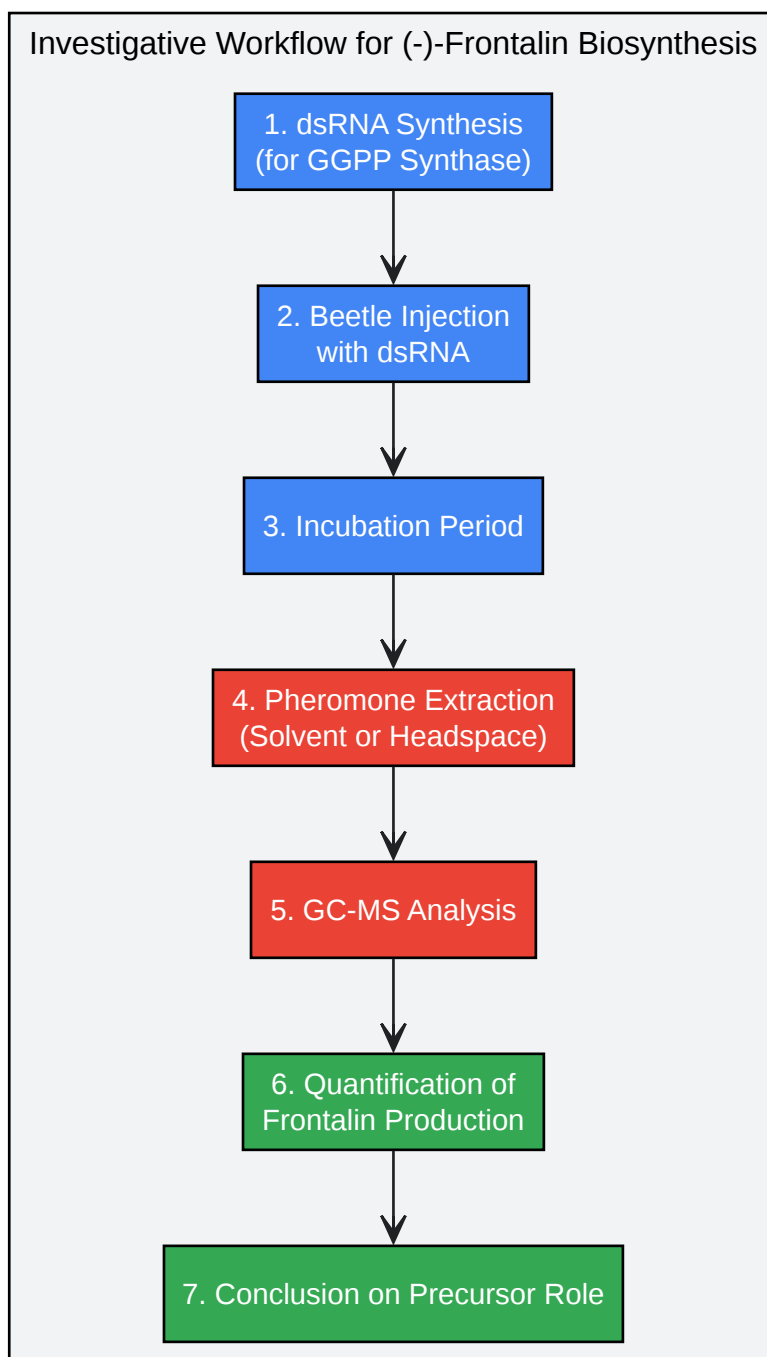 Investigative Workflow for (-)-Frontalin Biosynthesis
1. dsRNA Synthesis
(for GGPP Synthase)
2. Beetle Injection
with dsRNA
3. Incubation Period
4. Pheromone Extraction
(Solvent or Headspace)
5. GC-MS Analysis
6. Quantification of
Frontalin Production
7. Conclusion on Precursor Role